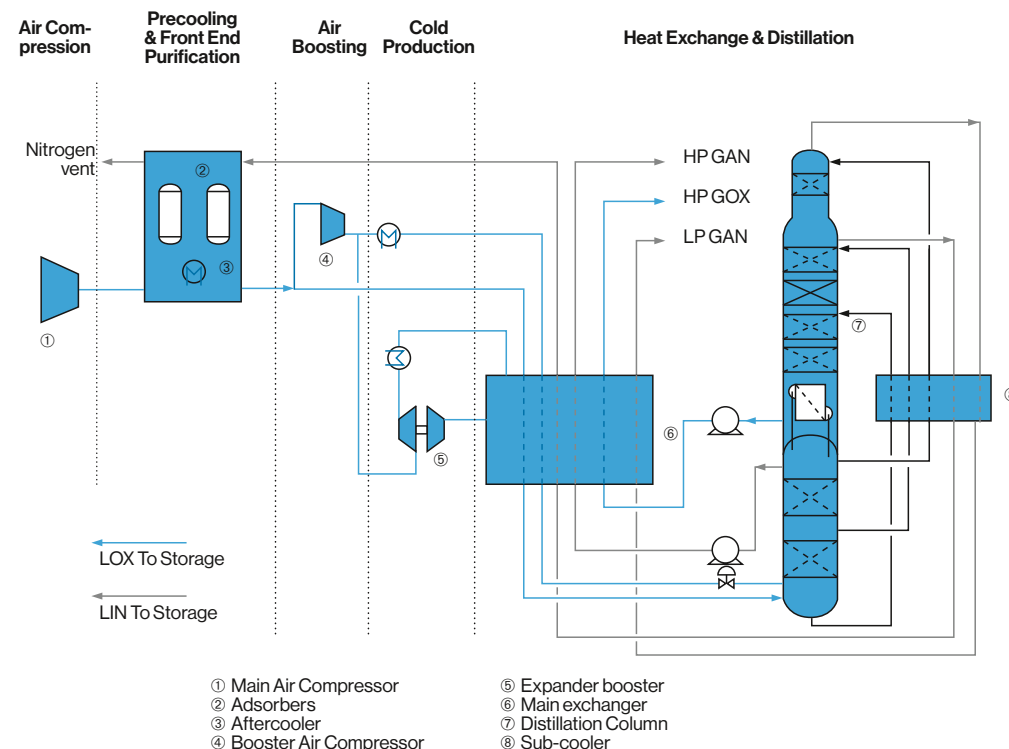 Air Com-
pression
Precooling
& Front End
Purification
Air
Boosting
Cold
Production
Heat Exchange & Distillation
Nitrogen
vent
②
③
①
④
⑤
⑥
⑦
HP GAN
HP GOX
LP GAN
LOX To Storage
LIN To Storage
① Main Air Compressor
② Adsorbers
③ Aftercooler
④ Booster Air Compressor
⑤ Expander booster
⑥ Main exchanger
⑦ Distillation Column
⑧ Sub-cooler